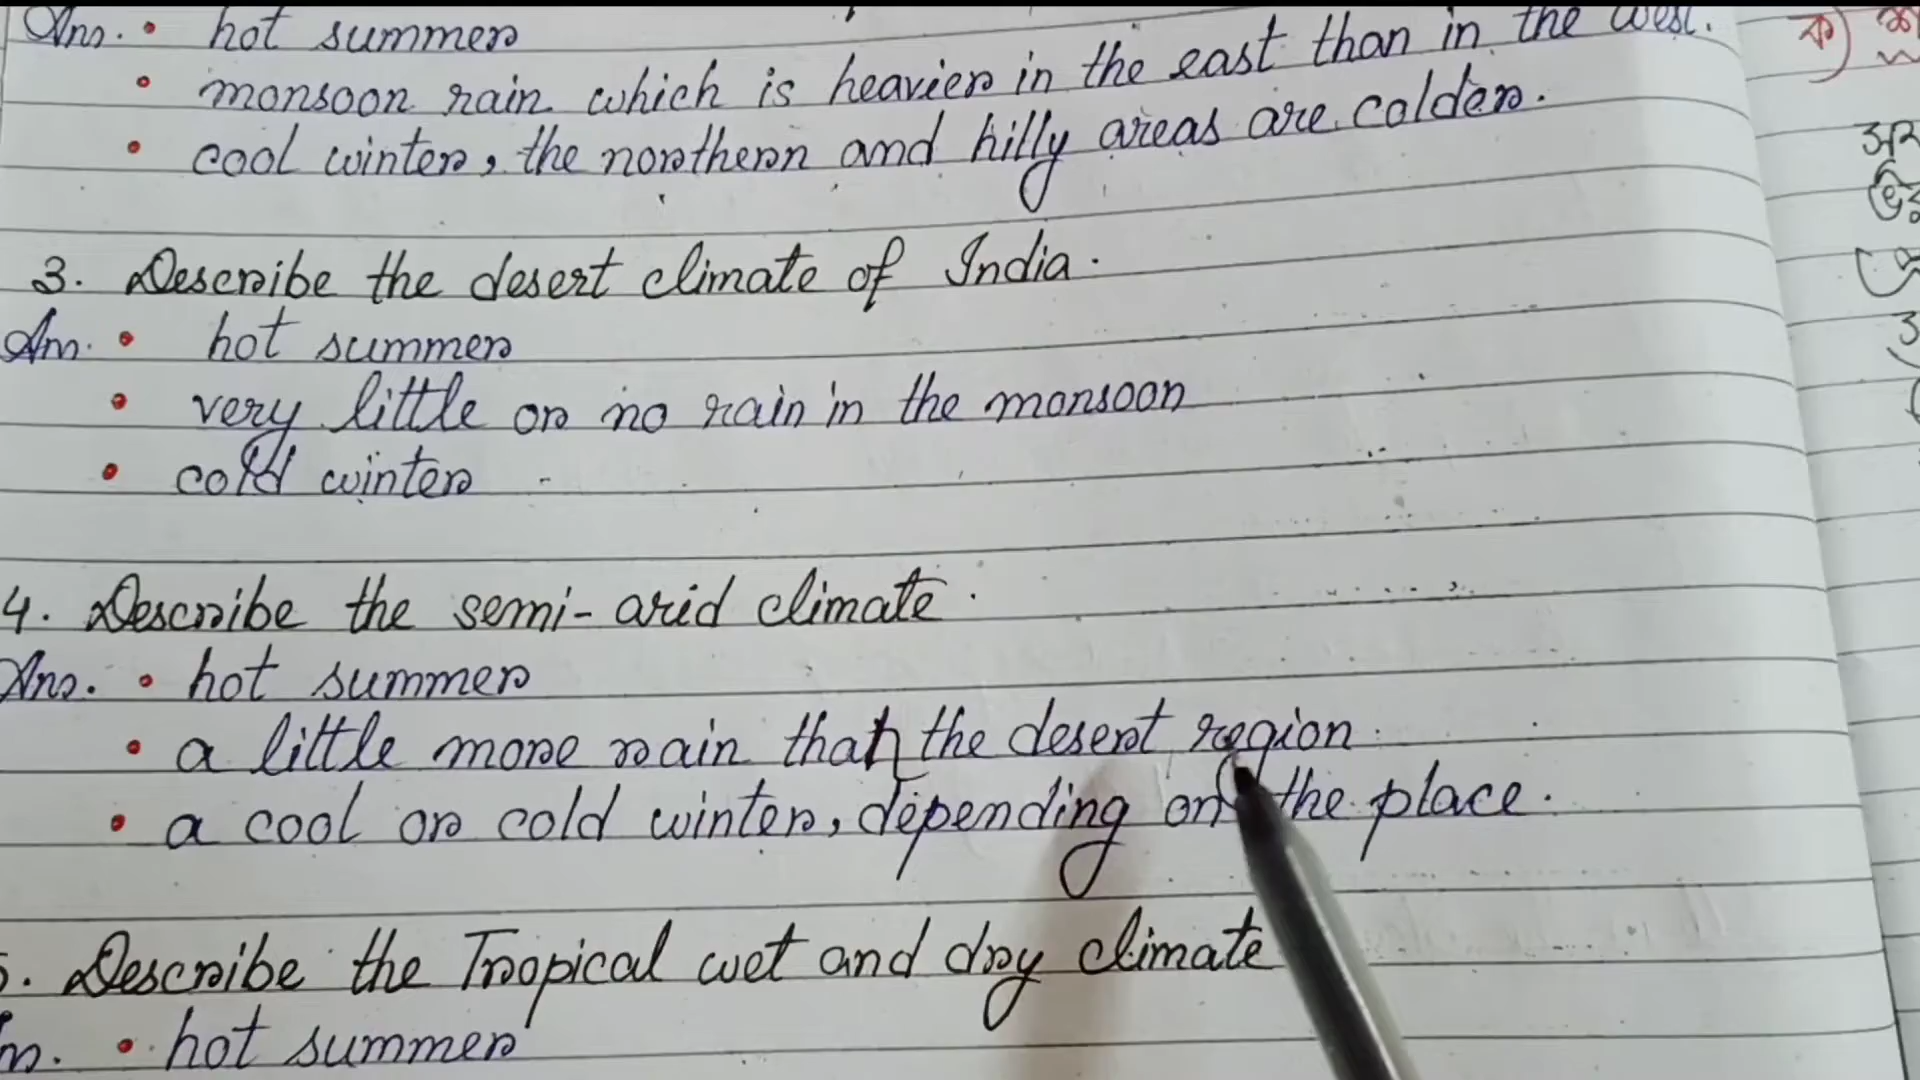 Ans. • hot summer
• monsoon rain which is heavier in the east than in the west.
• cool winter, the northern and hilly areas are colder.
3. Describe the desert climate of India.
Ans. • hot summer
• very little or no rain in the monsoon
• cold winter
4. Describe the semi-arid climate.
Ans. • hot summer
• a little more rain than the desert region.
• a cool or cold winter, depending on the place.
5. Describe the Tropical wet and dry climate
• hot summer
ক)